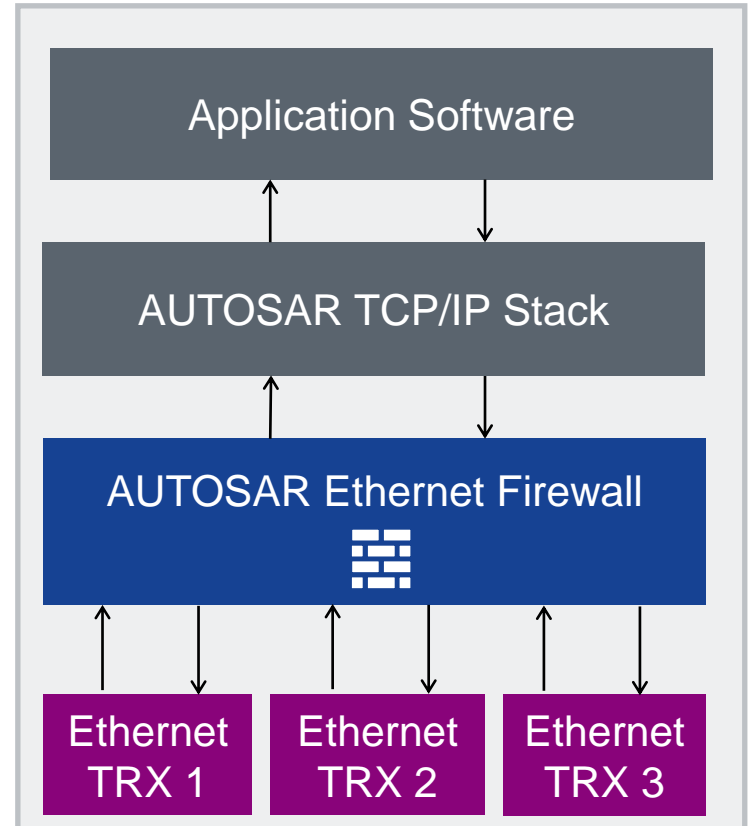 Application Software
AUTOSAR TCP/IP Stack
AUTOSAR Ethernet Firewall
Ethernet
TRX 1
Ethernet
TRX 2
Ethernet
TRX 3